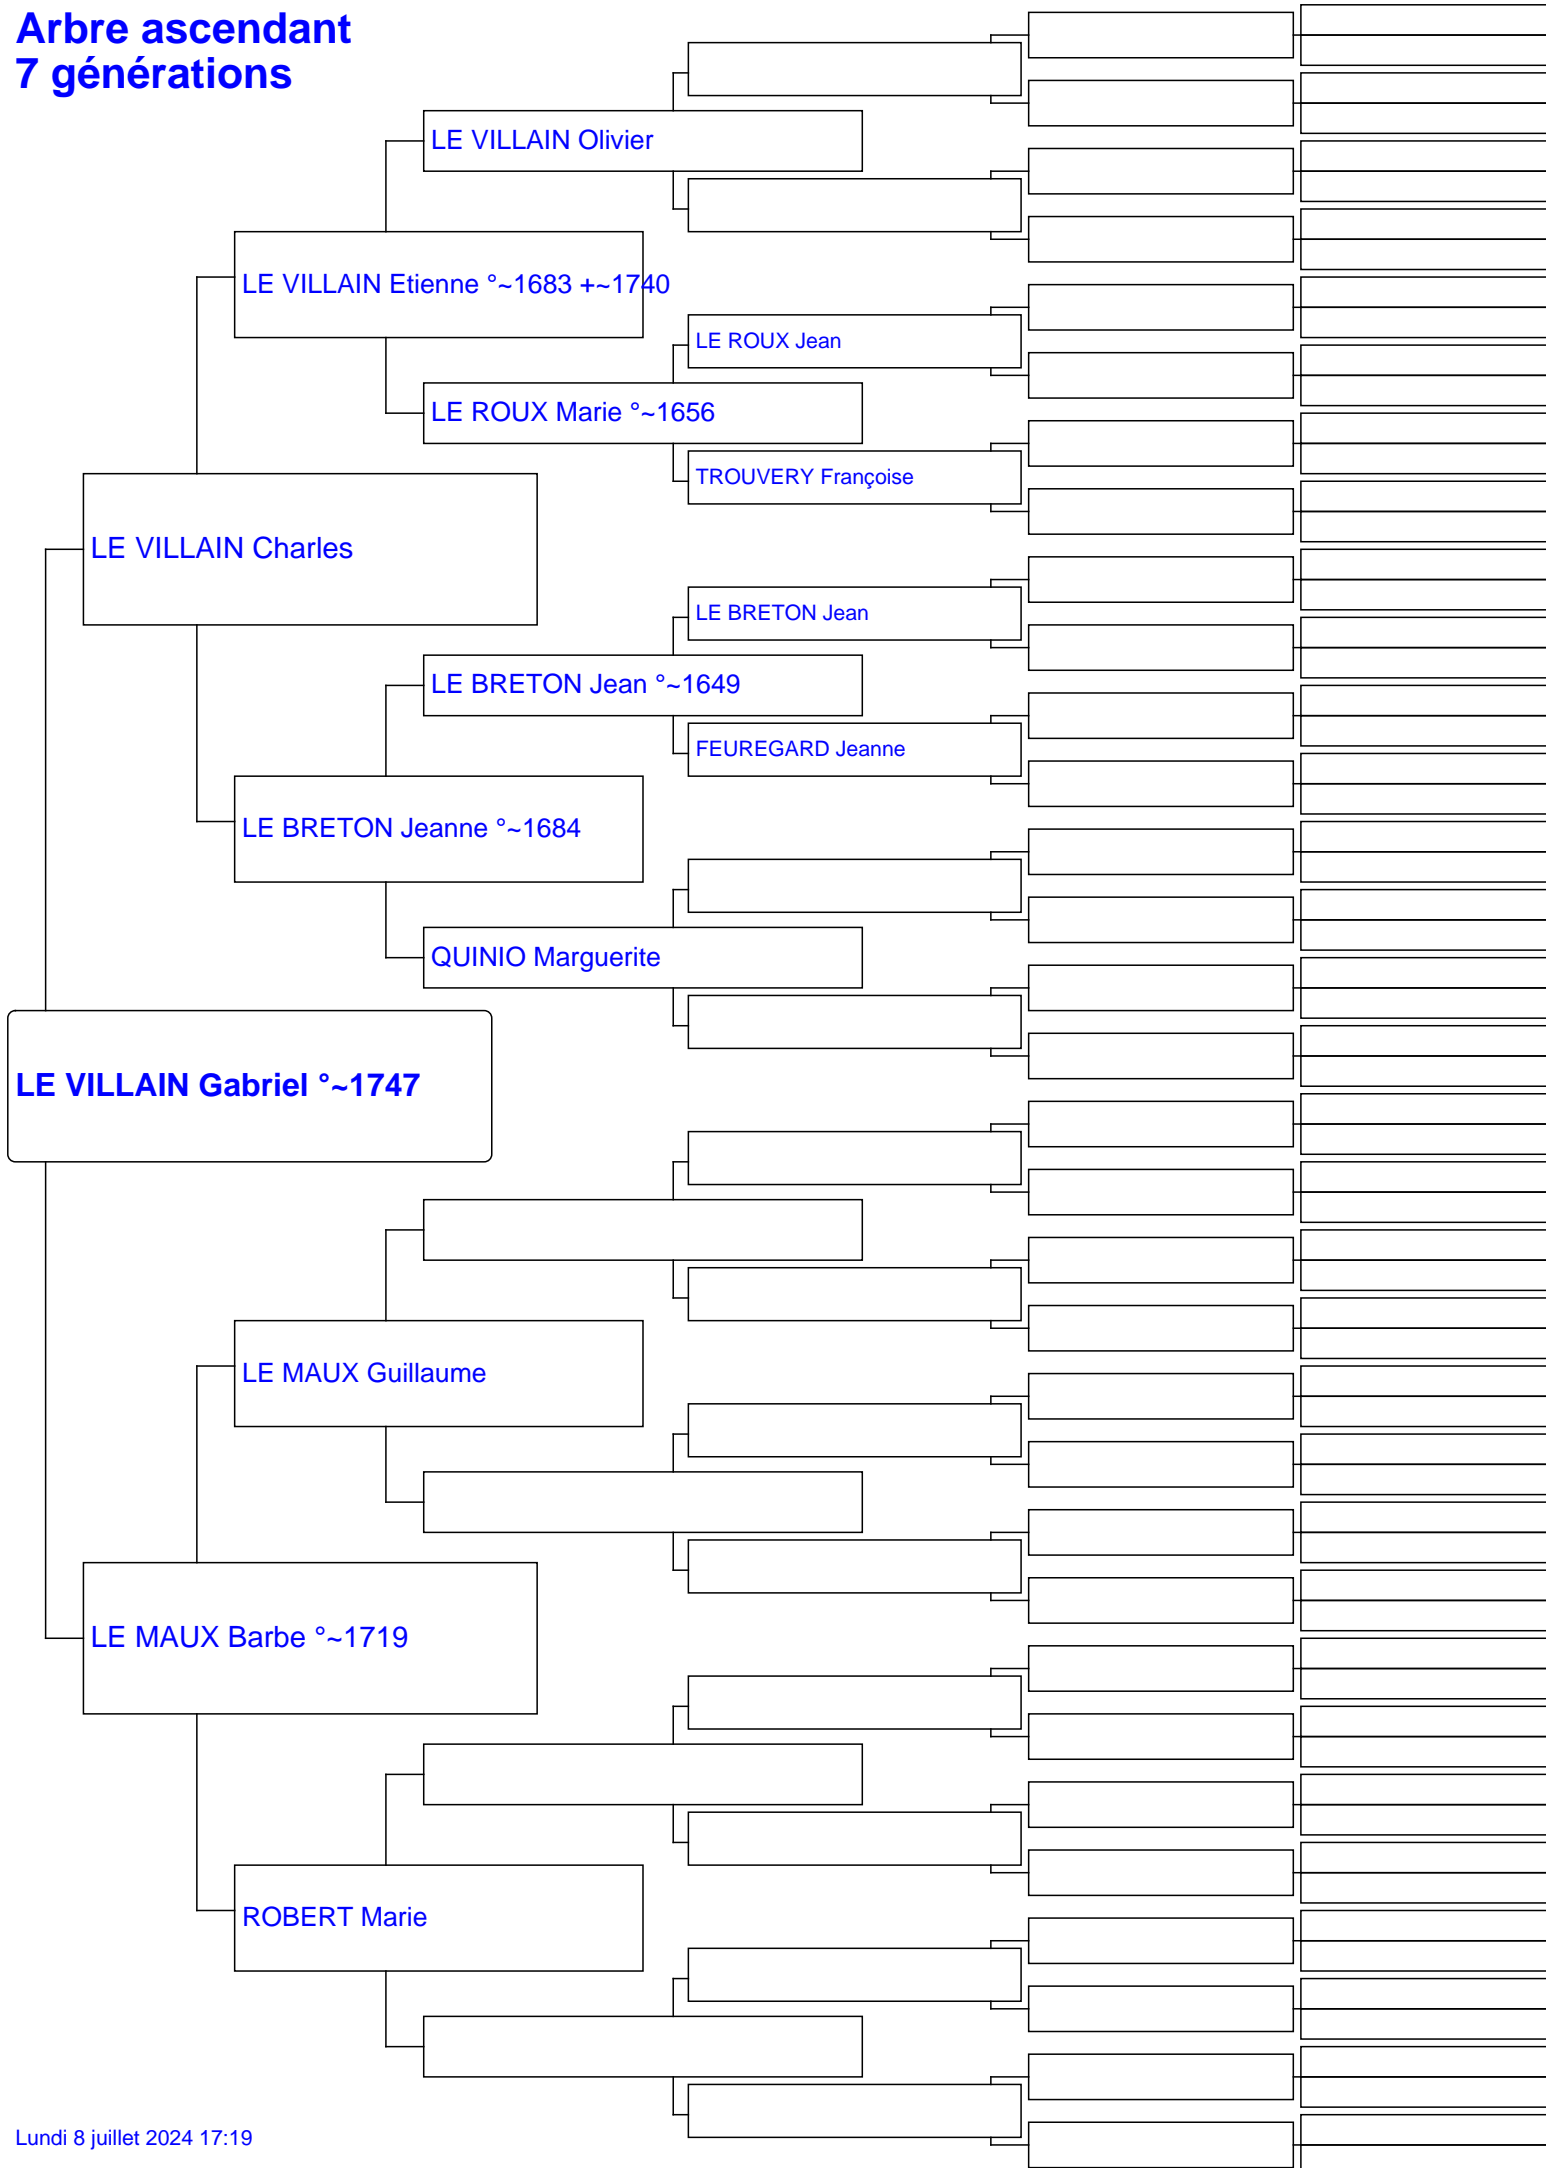 Arbre ascendant
7 générations
LE VILLAIN Olivier
LE VILLAIN Etienne °~1683 +~1740
LE ROUX Jean
LE ROUX Marie °~1656
TROUVERY Françoise
LE VILLAIN Charles
LE BRETON Jean
LE BRETON Jean °~1649
FEUREGARD Jeanne
LE BRETON Jeanne °~1684
QUINIO Marguerite
LE VILLAIN Gabriel °~1747
LE MAUX Guillaume
LE MAUX Barbe °~1719
ROBERT Marie
Lundi 8 juillet 2024 17:19